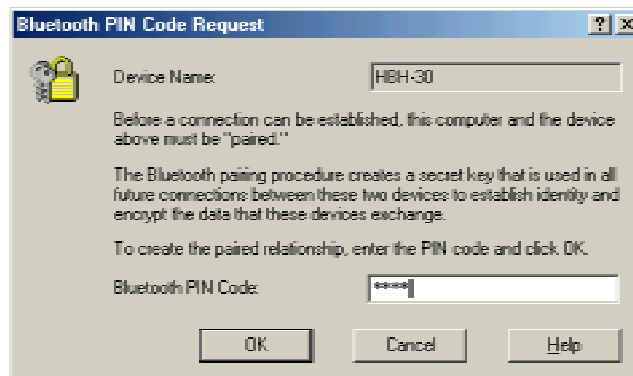 Bluetooth PIN Code Request
Device Name: HBH-30
Before a connection can be established, this computer and the device
above must be "paired."
The Bluetooth pairing procedure creates a secret key that is used in all
future connections between these two devices to establish identity and
encrypt the data that these devices exchange.
To create the paired relationship, enter the PIN code and click OK.
Bluetooth PIN Code: ****
OK Cancel Help